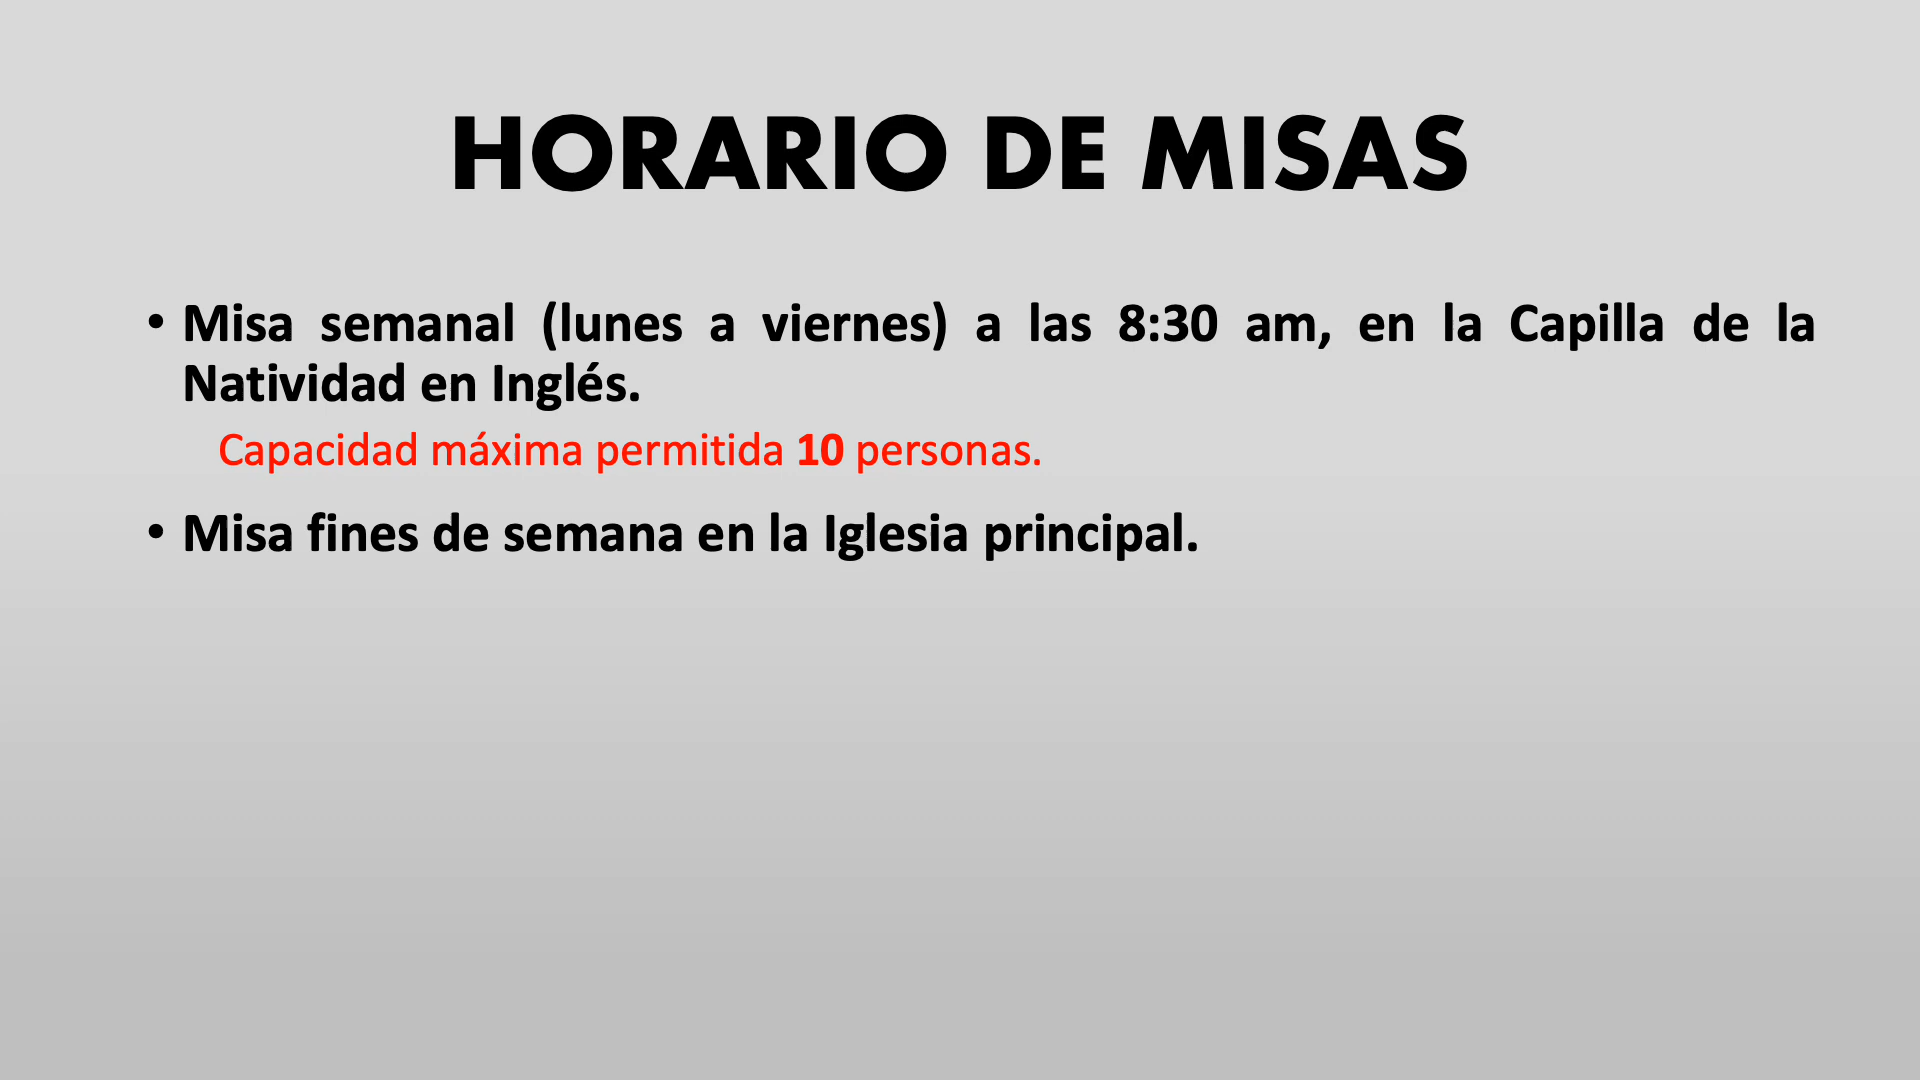 HORARIO DE MISAS
• Misa semanal (lunes a viernes) a las 8:30 am, en la Capilla de la
Natividad en Inglés.
Capacidad máxima permitida 10 personas.
• Misa fines de semana en la Iglesia principal.